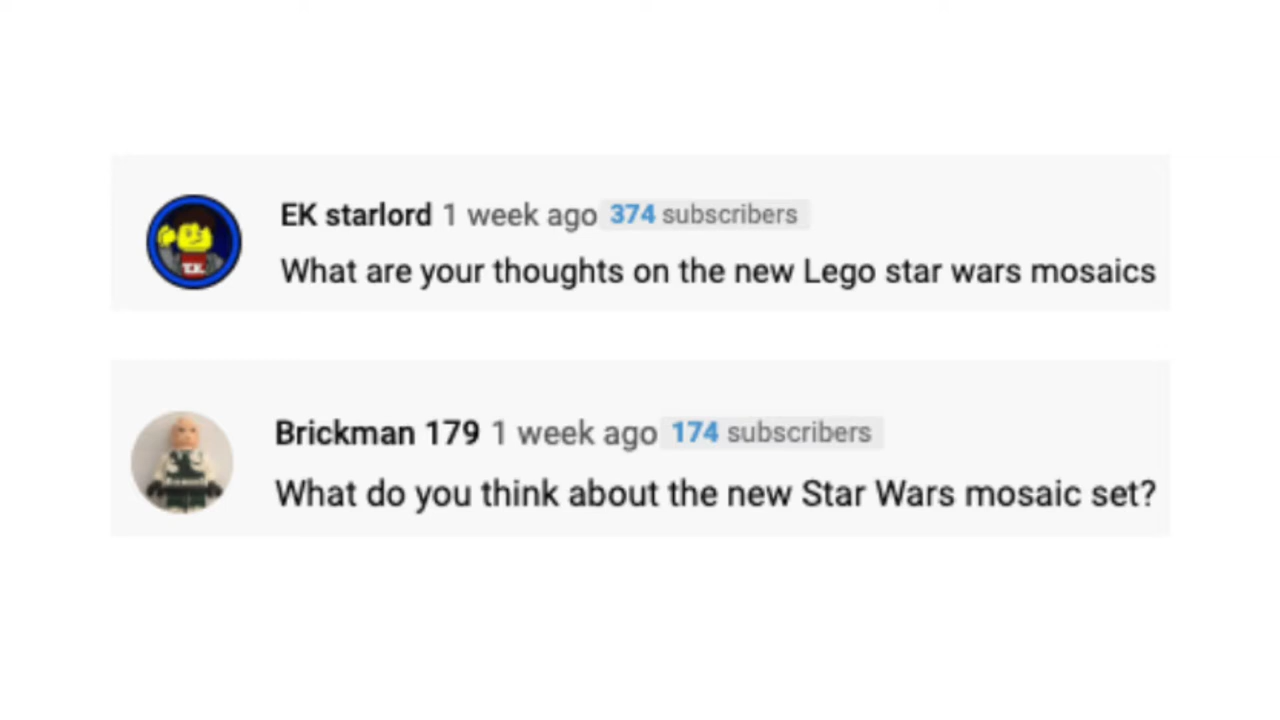 EK starlord 1 week ago 374 subscribers
What are your thoughts on the new Lego star wars mosaics
Brickman 179 1 week ago 174 subscribers
What do you think about the new Star Wars mosaic set?